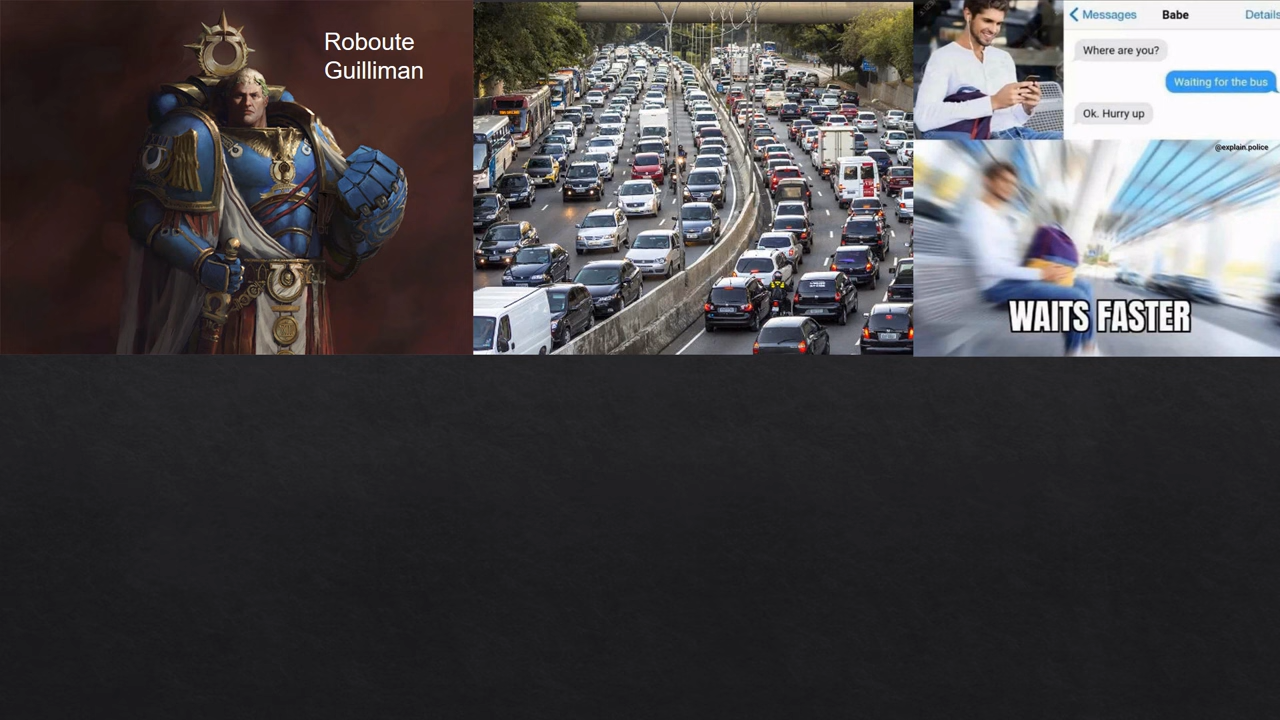 Roboute
Guilliman
Messages
Babe
Details
Where are you?
Waiting for the bus
Ok. Hurry up
@explain.police
WAITS FASTER